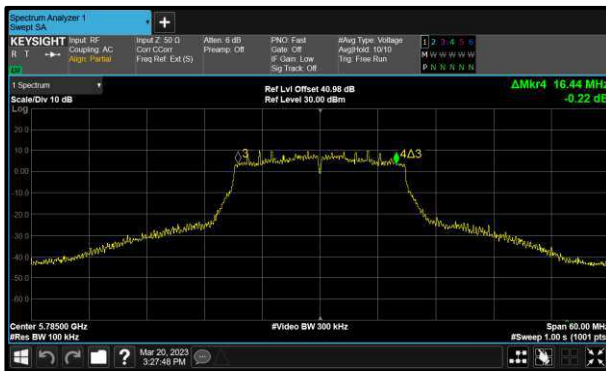 Spectrum Analyzer 1
Swept SA
KEYSIGHT
R T
Input: RF
Coupling: AC
Align: Partial
Input Z: 50 Ω
Corr CCorr
Freq Ref: Ext (S)
Atten: 6 dB
Preamp: Off
PNO: Fast
Gate: Off
IF Gain: Low
Sig Track: Off
#Avg Type: Voltage
Avg|Hold: 10/10
Trig: Free Run
1 2 3 4 5 6
M W W W W W
P N N N N N
1 Spectrum
Scale/Div 10 dB
Ref Lvl Offset 40.98 dB
Ref Level 30.00 dBm
ΔMkr4 16.44 MHz
-0.22 dB
Log
20.0
10.0
0.00
-10.0
-20.0
-30.0
-40.0
-50.0
-60.0
3
4Δ3
Center 5.78500 GHz
#Res BW 100 kHz
#Video BW 300 kHz
Span 60.00 MHz
#Sweep 1.00 s (1001 pts)
?
Mar 20, 2023
3:27:48 PM